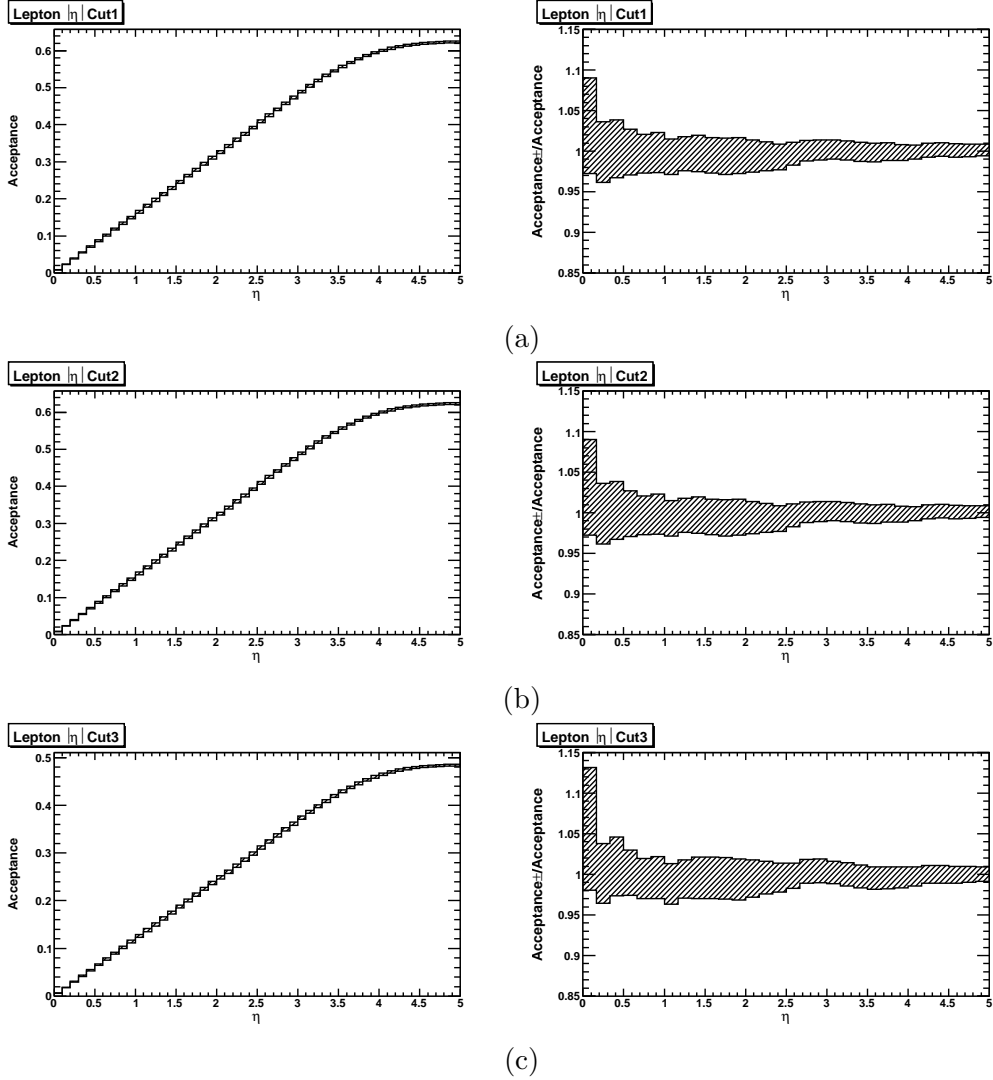 Lepton |η| Cut1
Acceptance
0.6
0.5
0.4
0.3
0.2
0.1
0
0 0.5 1 1.5 2 2.5 3 3.5 4 4.5 5
η
Lepton |η| Cut1
Acceptance±/Acceptance
1.15
1.1
1.05
1
0.95
0.9
0.85
0 0.5 1 1.5 2 2.5 3 3.5 4 4.5 5
η
(a)
Lepton |η| Cut2
Acceptance
0.6
0.5
0.4
0.3
0.2
0.1
0
0 0.5 1 1.5 2 2.5 3 3.5 4 4.5 5
η
Lepton |η| Cut2
Acceptance±/Acceptance
1.15
1.1
1.05
1
0.95
0.9
0.85
0 0.5 1 1.5 2 2.5 3 3.5 4 4.5 5
η
(b)
Lepton |η| Cut3
Acceptance
0.5
0.4
0.3
0.2
0.1
0
0 0.5 1 1.5 2 2.5 3 3.5 4 4.5 5
η
Lepton |η| Cut3
Acceptance±/Acceptance
1.15
1.1
1.05
1
0.95
0.9
0.85
0 0.5 1 1.5 2 2.5 3 3.5 4 4.5 5
η
(c)